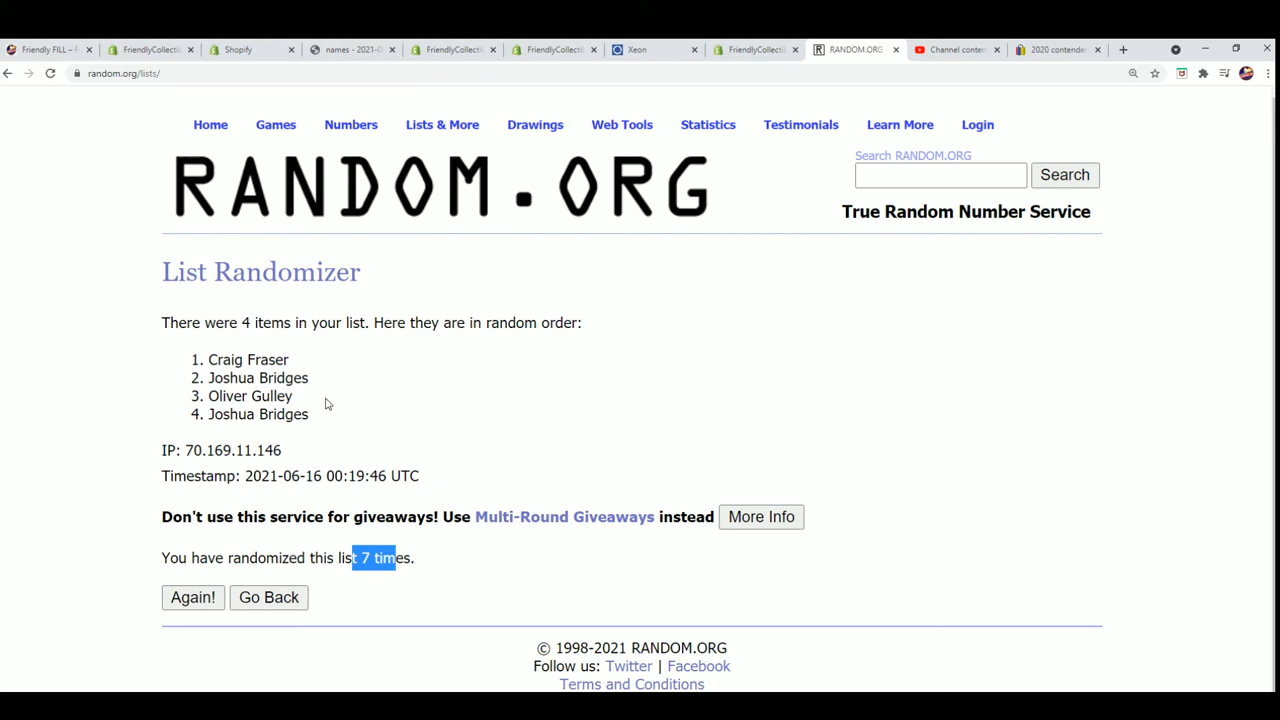 Friendly FILL – F
FriendlyCollectib
Shopify
names - 2021-0
FriendlyCollecti
FriendlyCollectib
Xeon
FriendlyCollectib
RANDOM.ORG
Channel conten
2020 contender
random.org/lists/
Home Games Numbers Lists & More Drawings Web Tools Statistics Testimonials Learn More Login
Search RANDOM.ORG
RANDOM.ORG
Search
True Random Number Service
List Randomizer
There were 4 items in your list. Here they are in random order:
1. Craig Fraser
2. Joshua Bridges
3. Oliver Gulley
4. Joshua Bridges
IP: 70.169.11.146
Timestamp: 2021-06-16 00:19:46 UTC
Don't use this service for giveaways! Use Multi-Round Giveaways instead More Info
You have randomized this list 7 times.
Again! Go Back
© 1998-2021 RANDOM.ORG
Follow us: Twitter | Facebook
Terms and Conditions